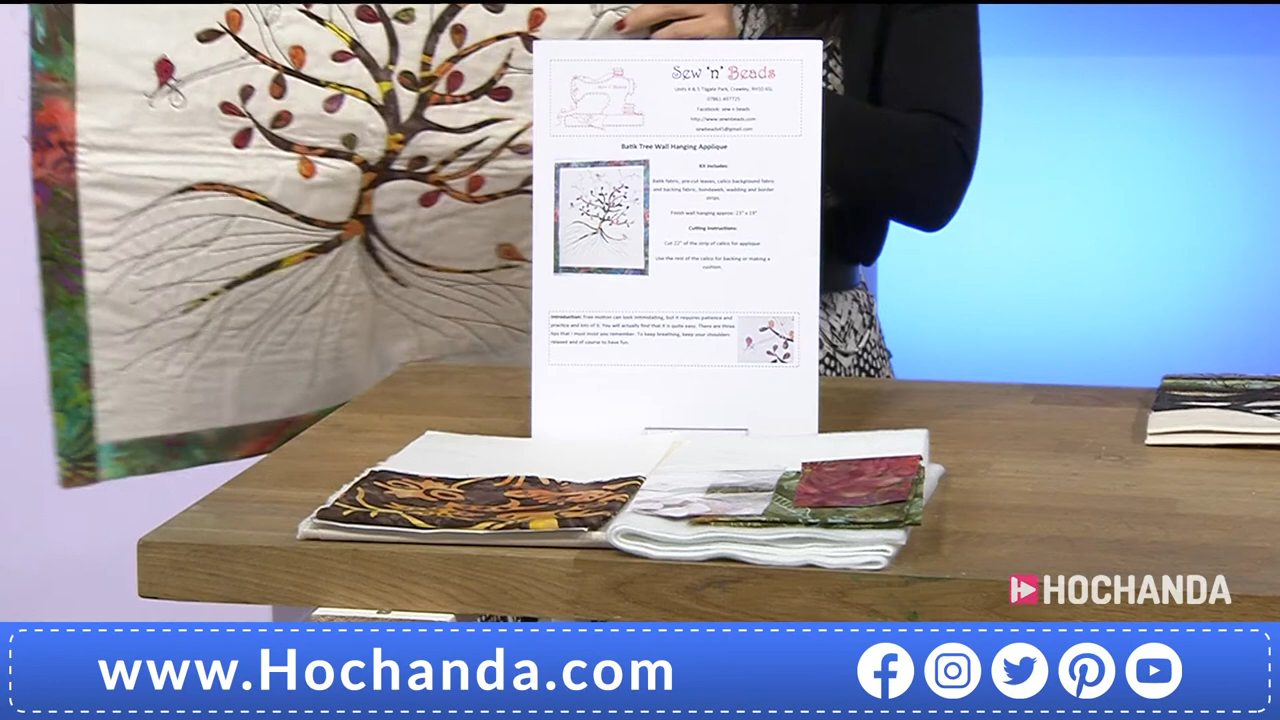 Sew 'n' Beads
Units 4 & 5 Tilgate Park, Crawley, RH10
07861 497725
Facebook: sew n beads
http://www.sewnbeads.com
Batik Tree Wall Hanging Applique
Kit includes:
Batik fabric, pre-cut leaves, calico background fabric
and backing fabric, bondaweb, wadding and border
strips.
Finish wall hanging approx: 23" x 19"
Cutting Instructions:
Cut 22" of the strip of calico for applique
Use the rest of the calico for backing or making a
cushion.
Introduction: Free motion can look intimidating, but it requires patience and
practice and lots of it. You will actually find that it is quite easy. There are three
tips that I must insist you remember. To keep breathing, keep your shoulders
relaxed and of course to have fun.
HOCHANDA
www.Hochanda.com